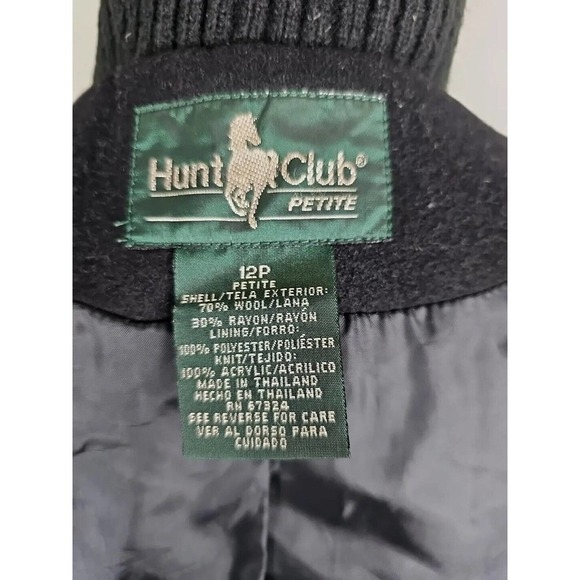 Hunt Club®
PETITE
12P
PETITE
SHELL/TELA EXTERIOR:
70% WOOL/LANA
30% RAYON/RAYÓN
LINING/FORRO:
100% POLYESTER/POLIÉSTER
KNIT/TEJIDO:
100% ACRYLIC/ACRILICO
MADE IN THAILAND
HECHO EN THAILAND
RN 67324
SEE REVERSE FOR CARE
VER AL DORSO PARA
CUIDADO